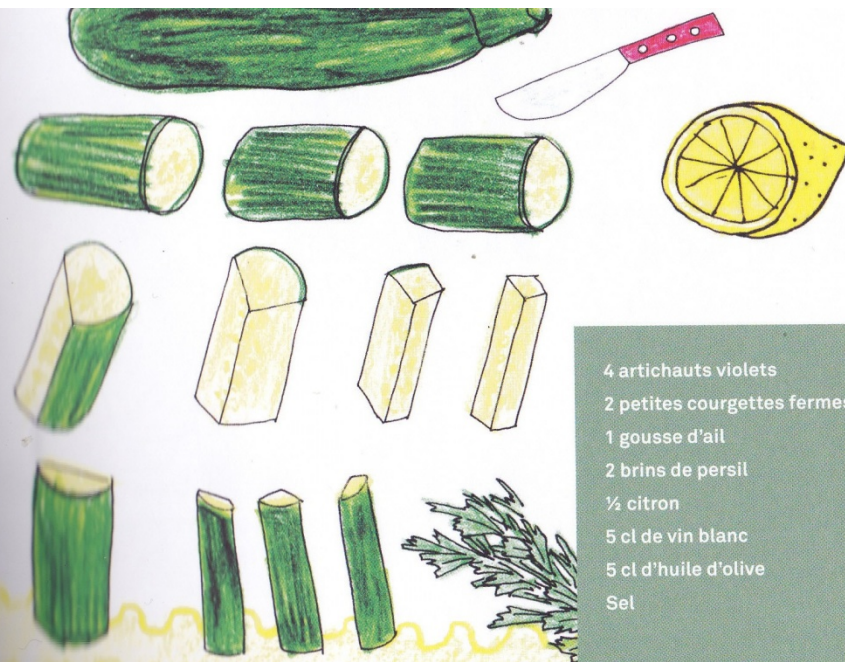 4 artichauts violets
2 petites courgettes fermes
1 gousse d'ail
2 brins de persil
½ citron
5 cl de vin blanc
5 cl d'huile d'olive
Sel